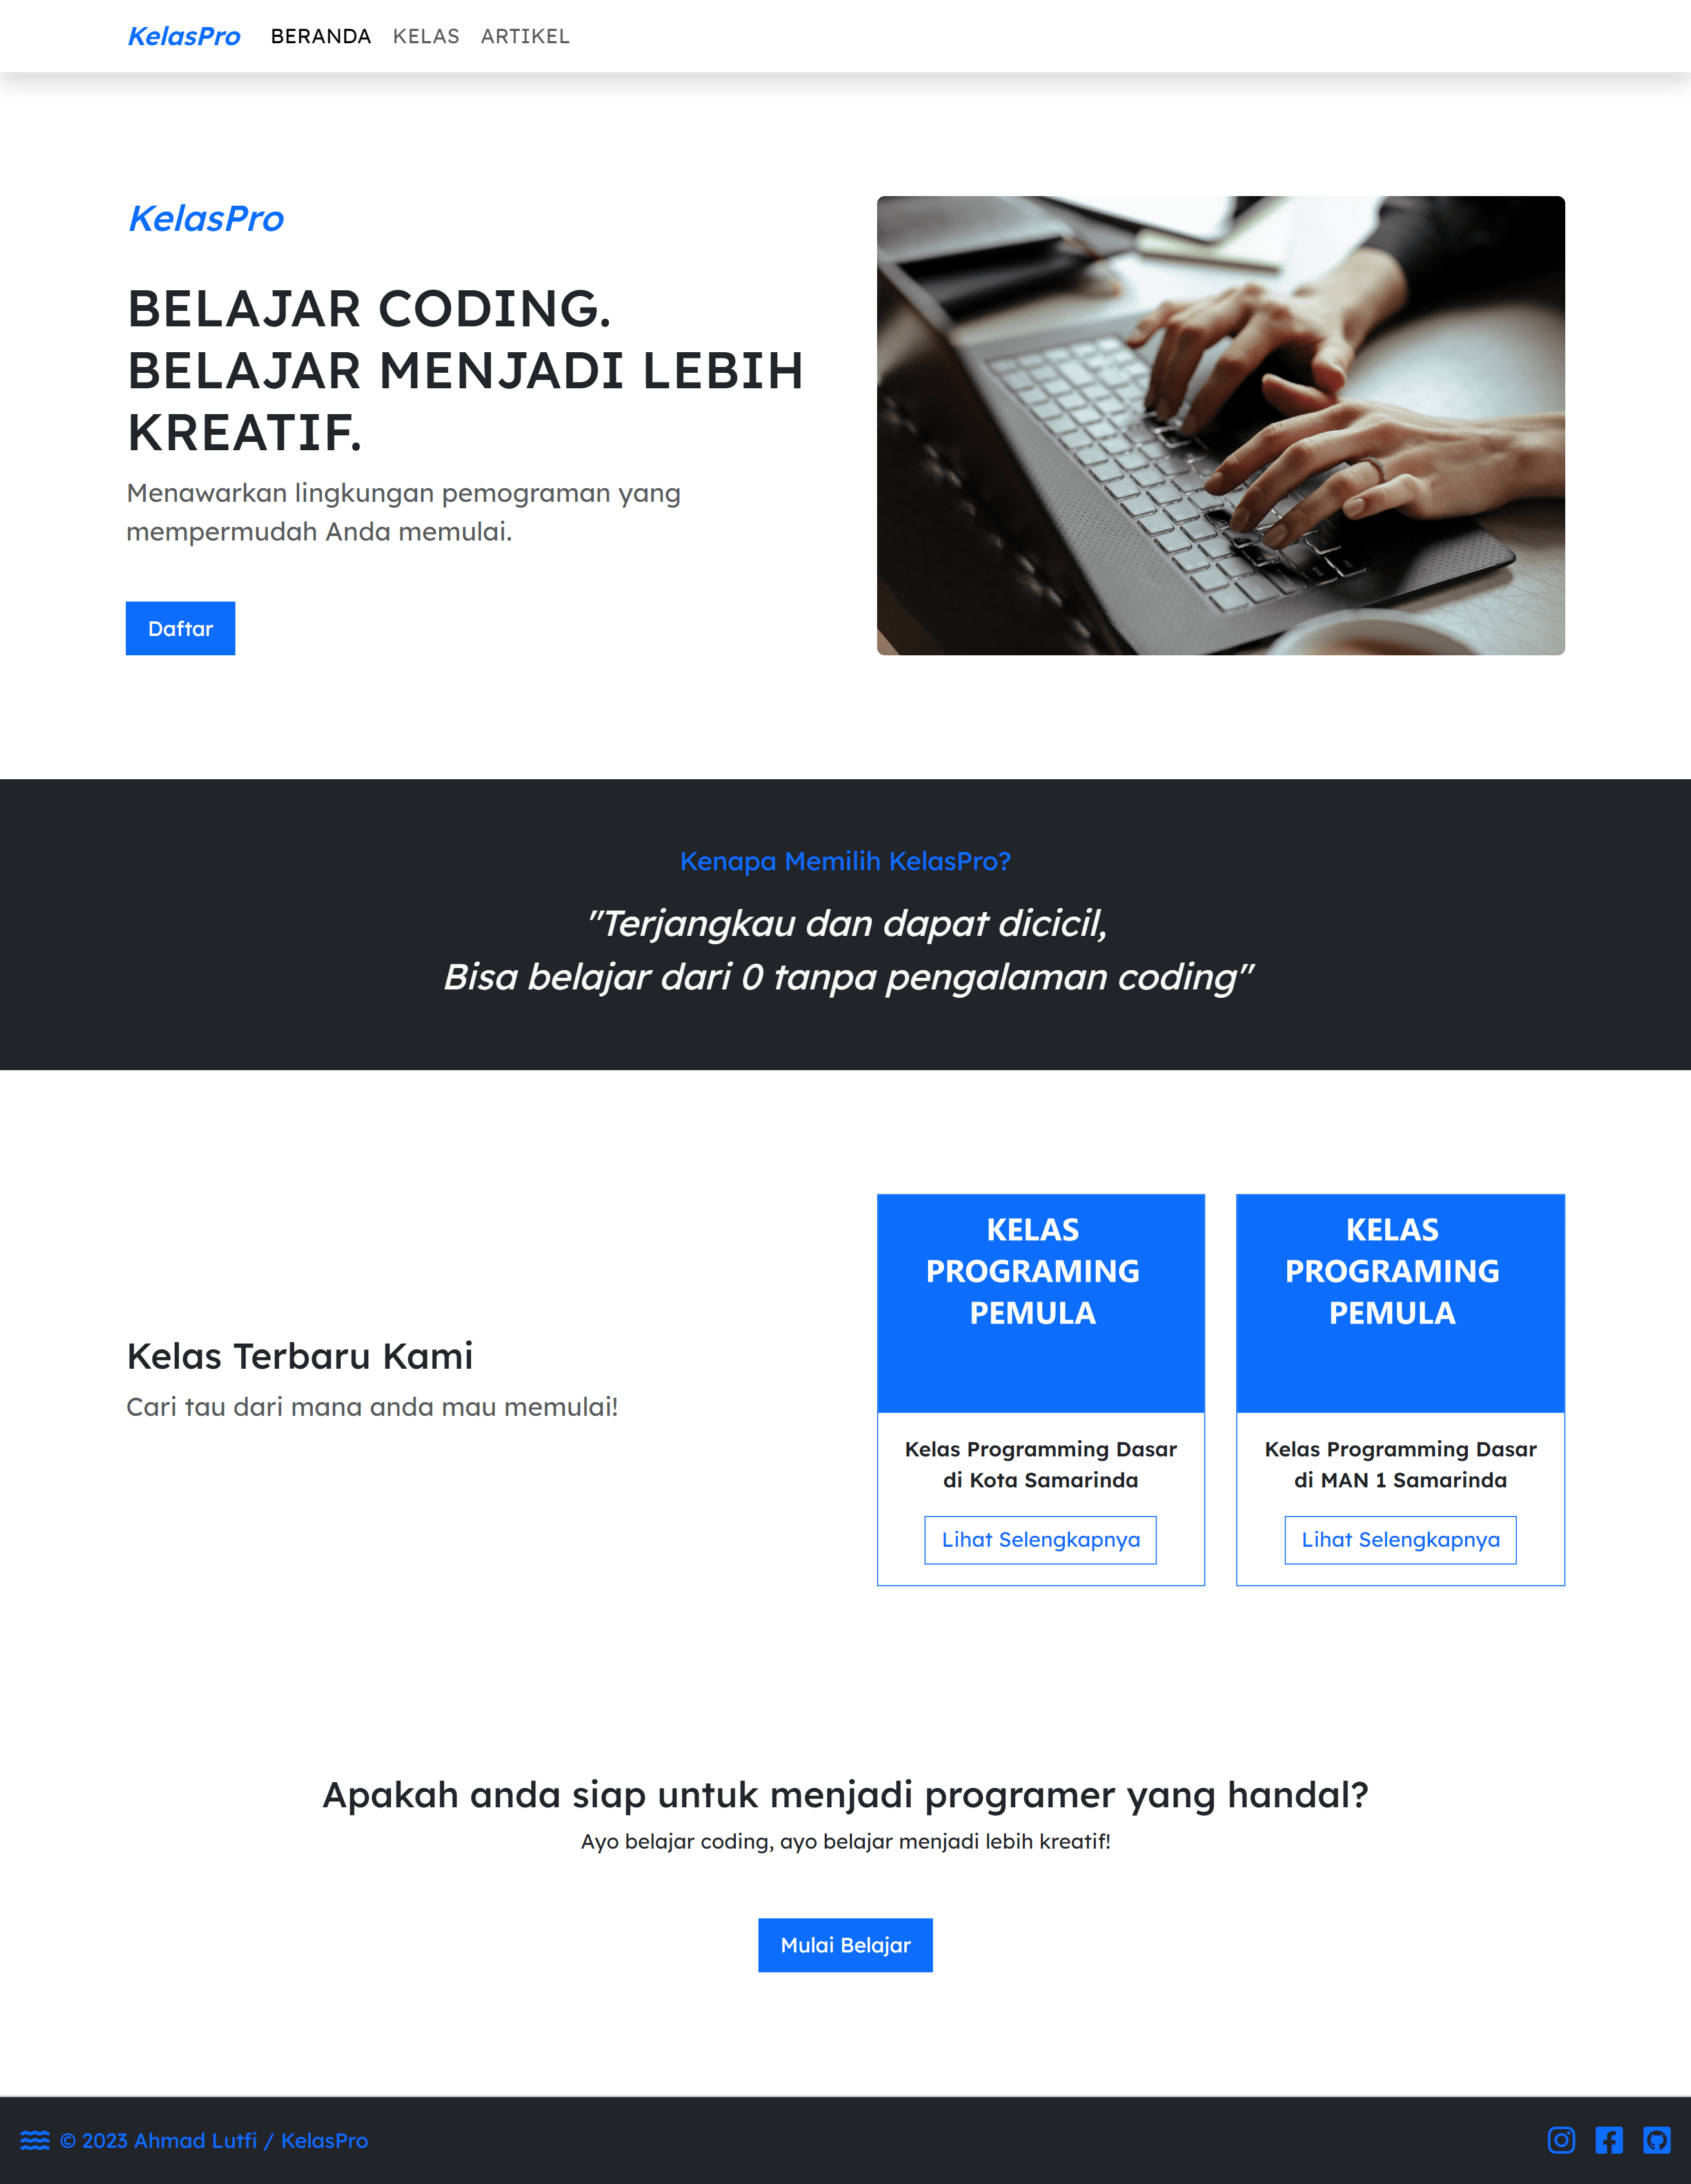 KelasPro BERANDA KELAS ARTIKEL
KelasPro
BELAJAR CODING.
BELAJAR MENJADI LEBIH
KREATIF.
Menawarkan lingkungan pemograman yang
mempermudah Anda memulai.
Daftar
Kenapa Memilih KelasPro?
"Terjangkau dan dapat dicicil,
Bisa belajar dari 0 tanpa pengalaman coding"
Kelas Terbaru Kami
Cari tau dari mana anda mau memulai!
KELAS
PROGRAMING
PEMULA
Kelas Programming Dasar
di Kota Samarinda
Lihat Selengkapnya
KELAS
PROGRAMING
PEMULA
Kelas Programming Dasar
di MAN 1 Samarinda
Lihat Selengkapnya
Apakah anda siap untuk menjadi programer yang handal?
Ayo belajar coding, ayo belajar menjadi lebih kreatif!
Mulai Belajar
© 2023 Ahmad Lutfi / KelasPro